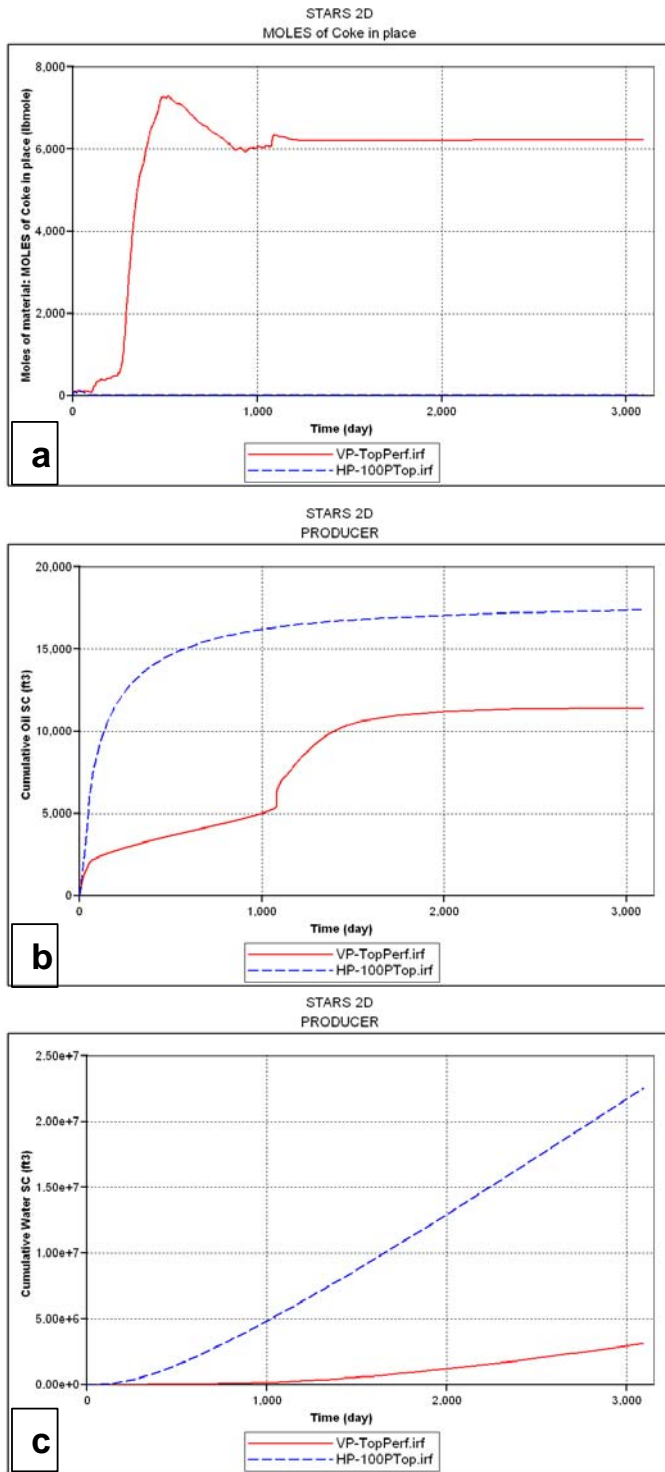 STARS 2D
MOLES of Coke in place
8,000
6,000
4,000
2,000
0
Moles of material: MOLES of Coke in place (lbmole)
0
1,000
2,000
3,000
Time (day)
VP-TopPerf.irf
HP-100PTop.irf
a
STARS 2D
PRODUCER
20,000
15,000
10,000
5,000
0
Cumulative Oil SC (ft3)
0
1,000
2,000
3,000
Time (day)
VP-TopPerf.irf
HP-100PTop.irf
b
STARS 2D
PRODUCER
2.50e+7
2.00e+7
1.50e+7
1.00e+7
5.00e+6
0.00e+0
Cumulative Water SC (ft3)
0
1,000
2,000
3,000
Time (day)
VP-TopPerf.irf
HP-100PTop.irf
c